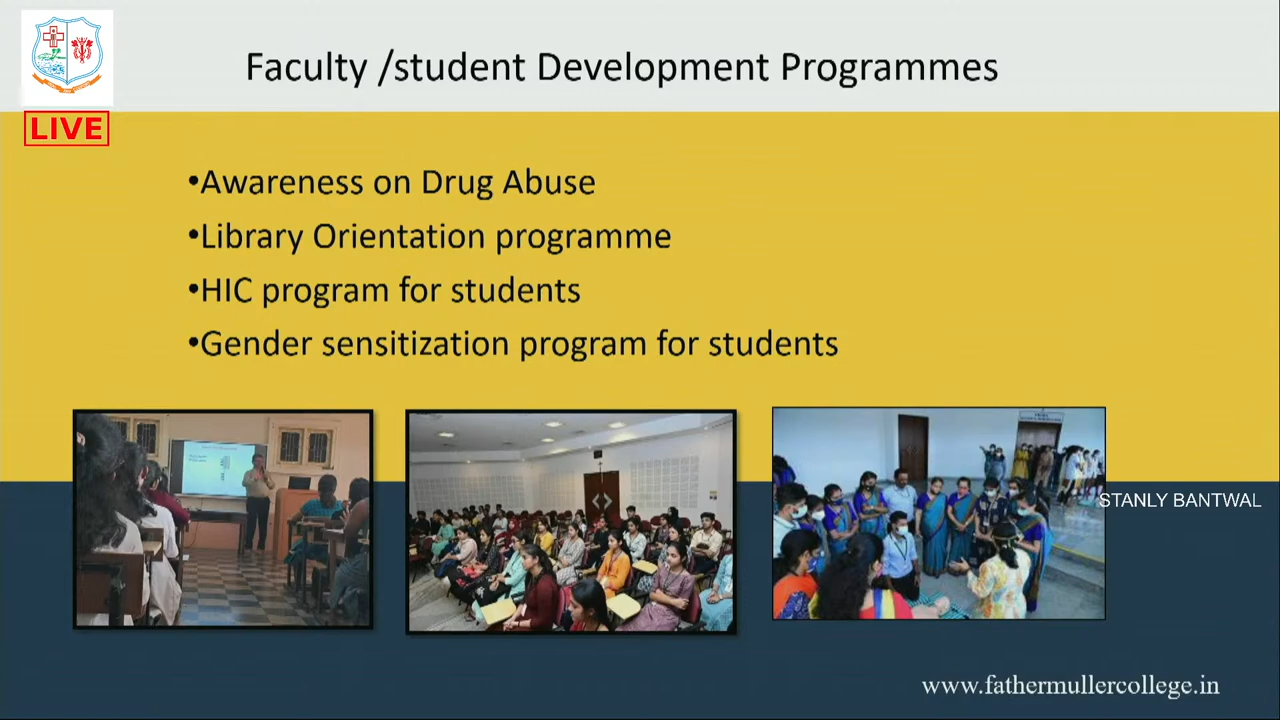 Faculty /student Development Programmes
LIVE
•Awareness on Drug Abuse
•Library Orientation programme
•HIC program for students
•Gender sensitization program for students
STANLY BANTWAL
www.fathermullercollege.in